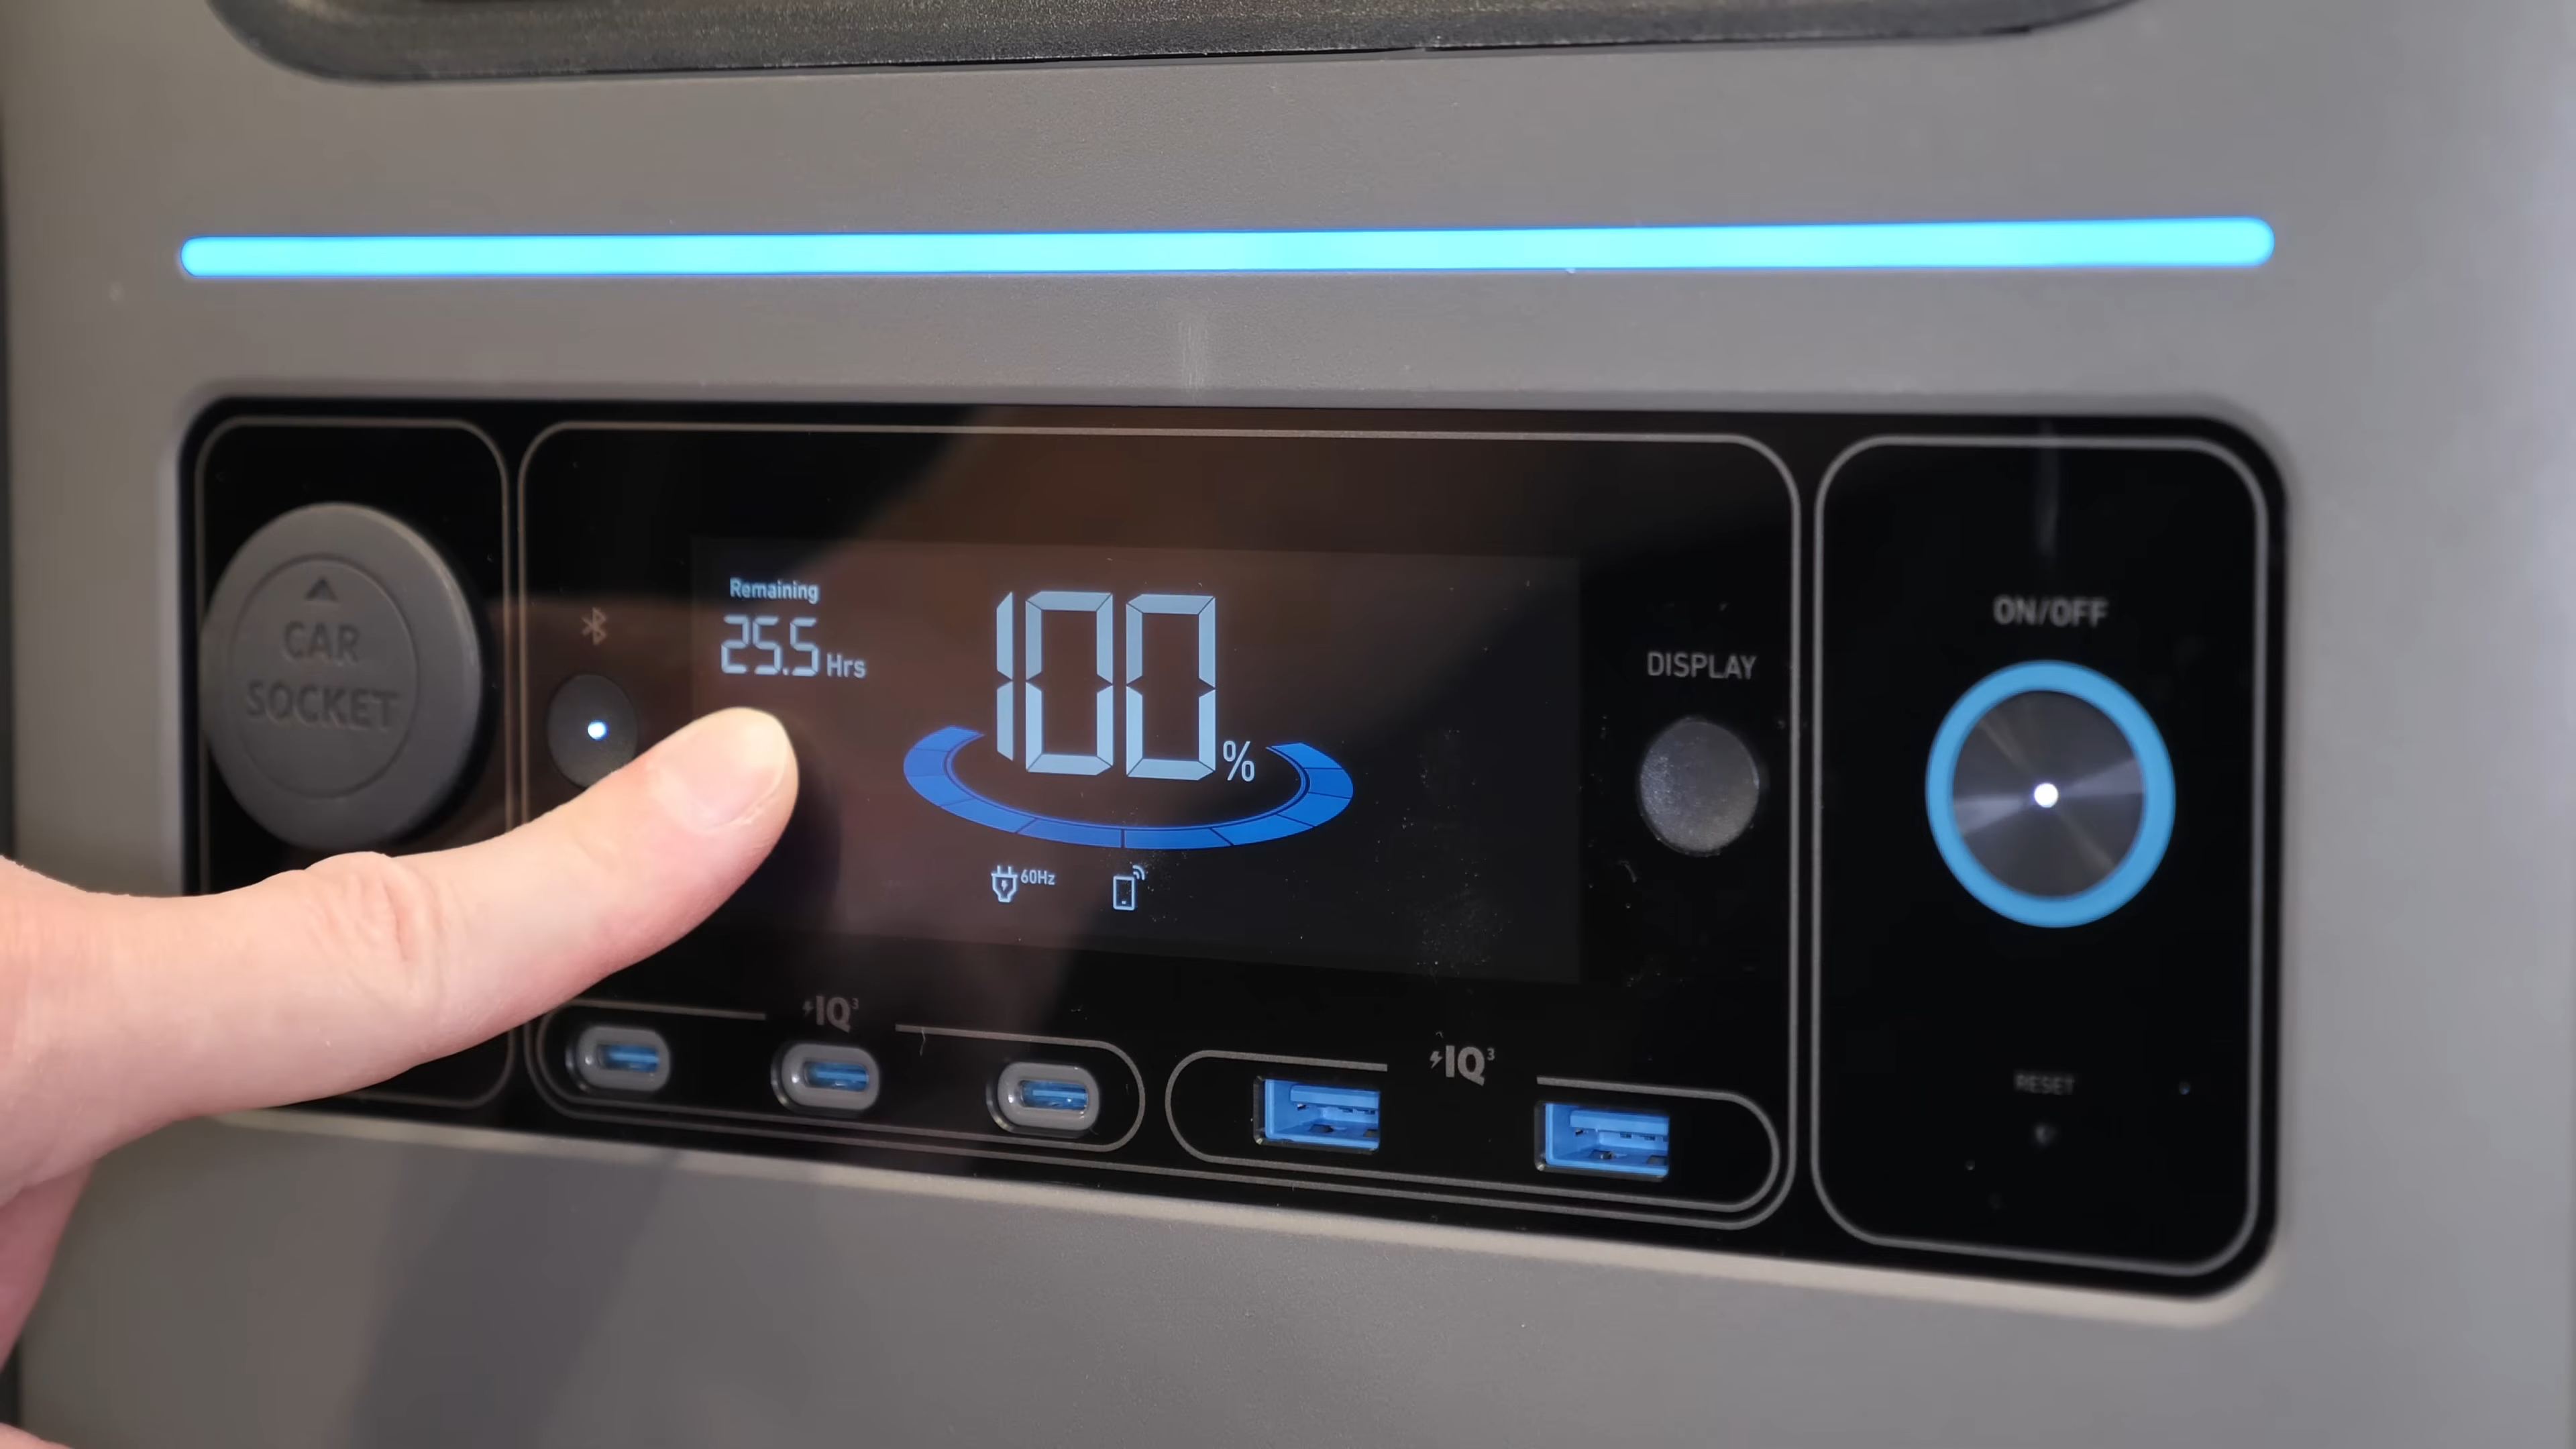 CAR
SOCKET
Remaining
25.5 Hrs
100%
60Hz
DISPLAY
ON/OFF
IQ³
IQ³
RESET